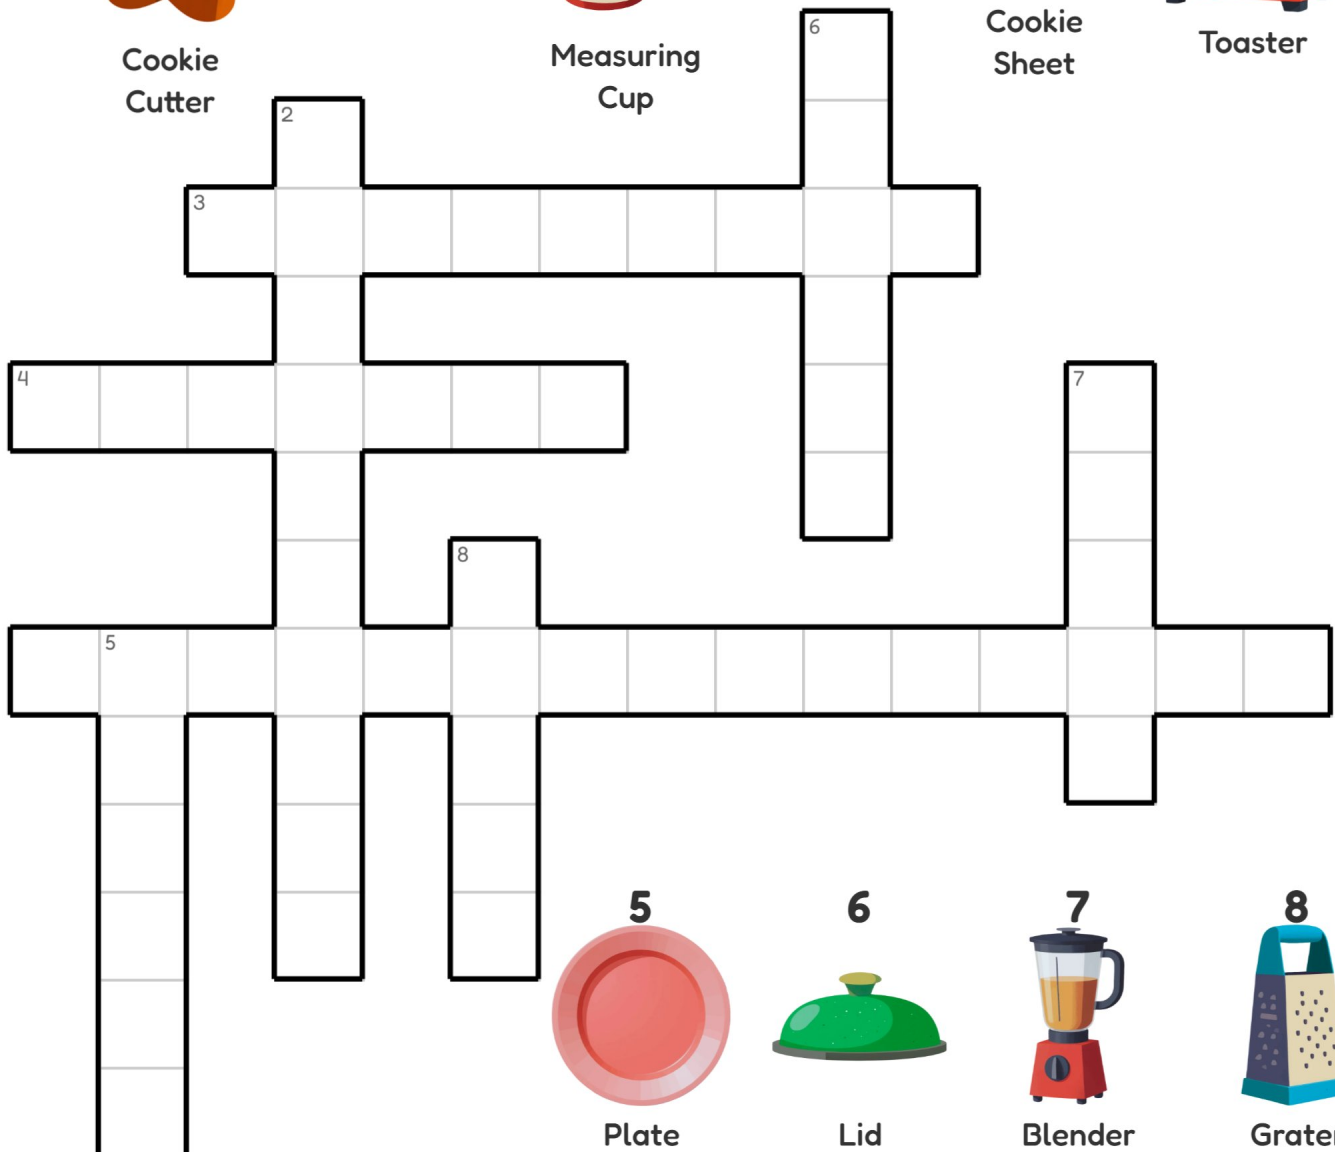 Cookie
Cutter
Measuring
Cup
Cookie
Sheet
Toaster
6
2
3
4
7
8
5
5
6
7
8
Plate
Lid
Blender
Grater